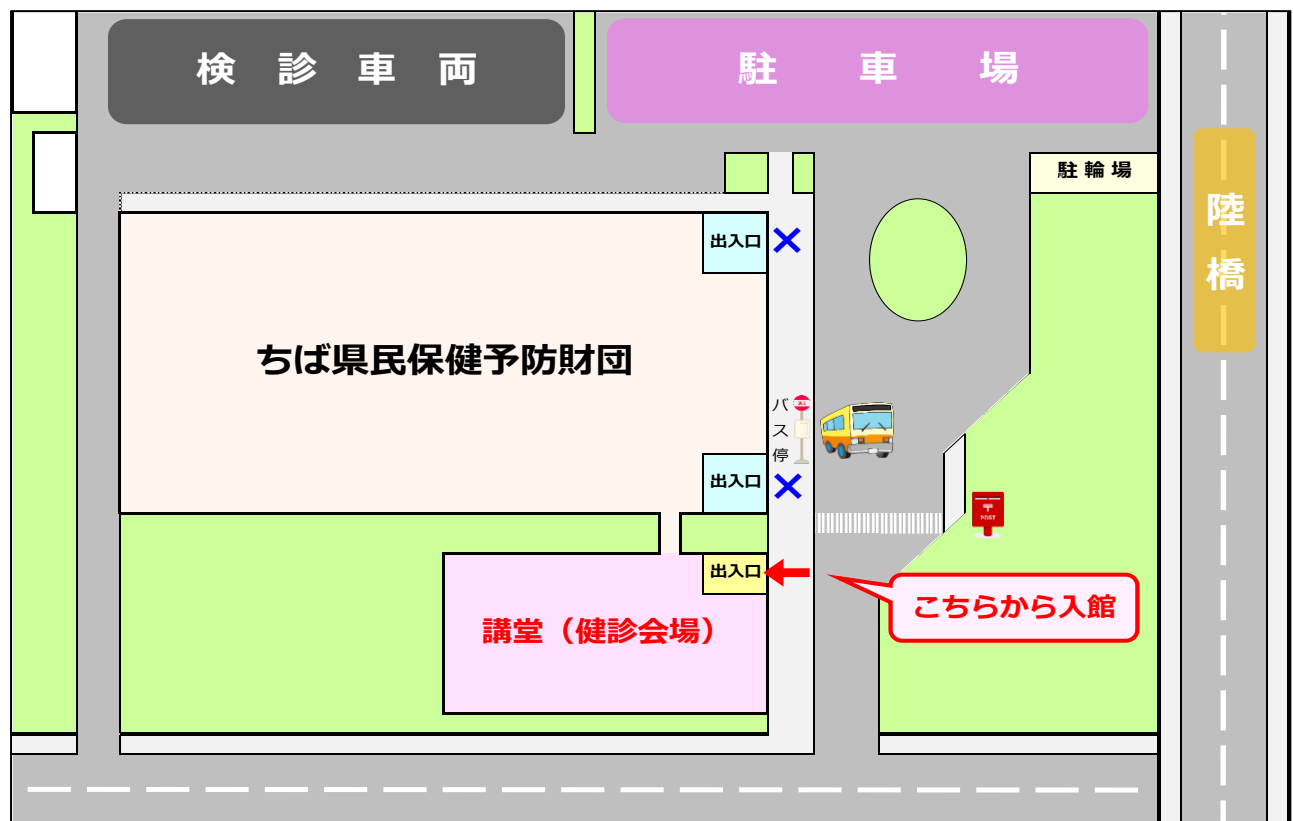 検診車両
駐車場
駐輪場
陸橋
出入口
ちば県民保健予防財団
バス停
出入口
〒
POST
出入口
こちらから入館
講堂（健診会場）